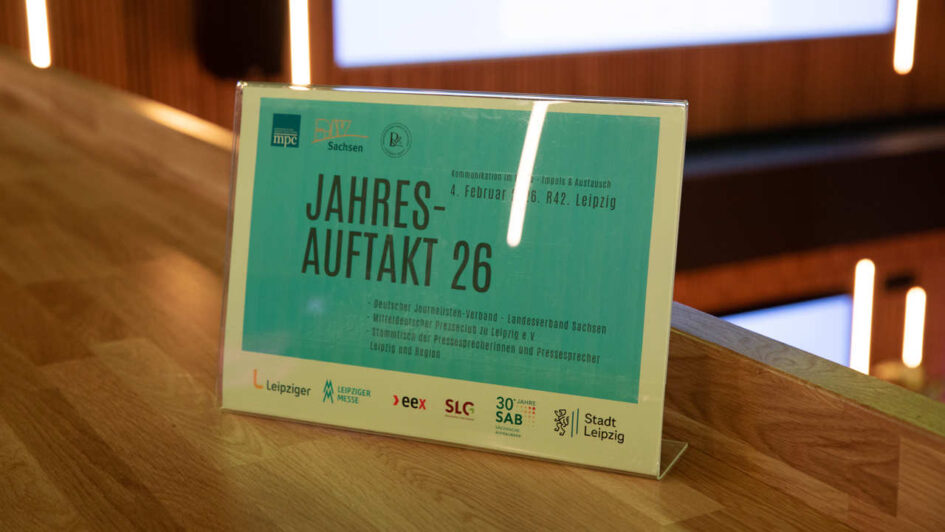 mpc
Sachsen
Kommunikation im - Impuls & Austausch
4. Februar R42. Leipzig
JAHRES-
AUFTAKT 26
- Deutscher Journalisten-Verband - Landesverband Sachsen
- Mitteldeutscher Presseclub zu Leipzig e.V
- Stammtisch der Pressesprecherinnen und Pressesprecher
Leipzig und Region
Leipziger
LEIPZIGER
MESSE
eex
SLG
30 JAHRE
SAB
Stadt
Leipzig